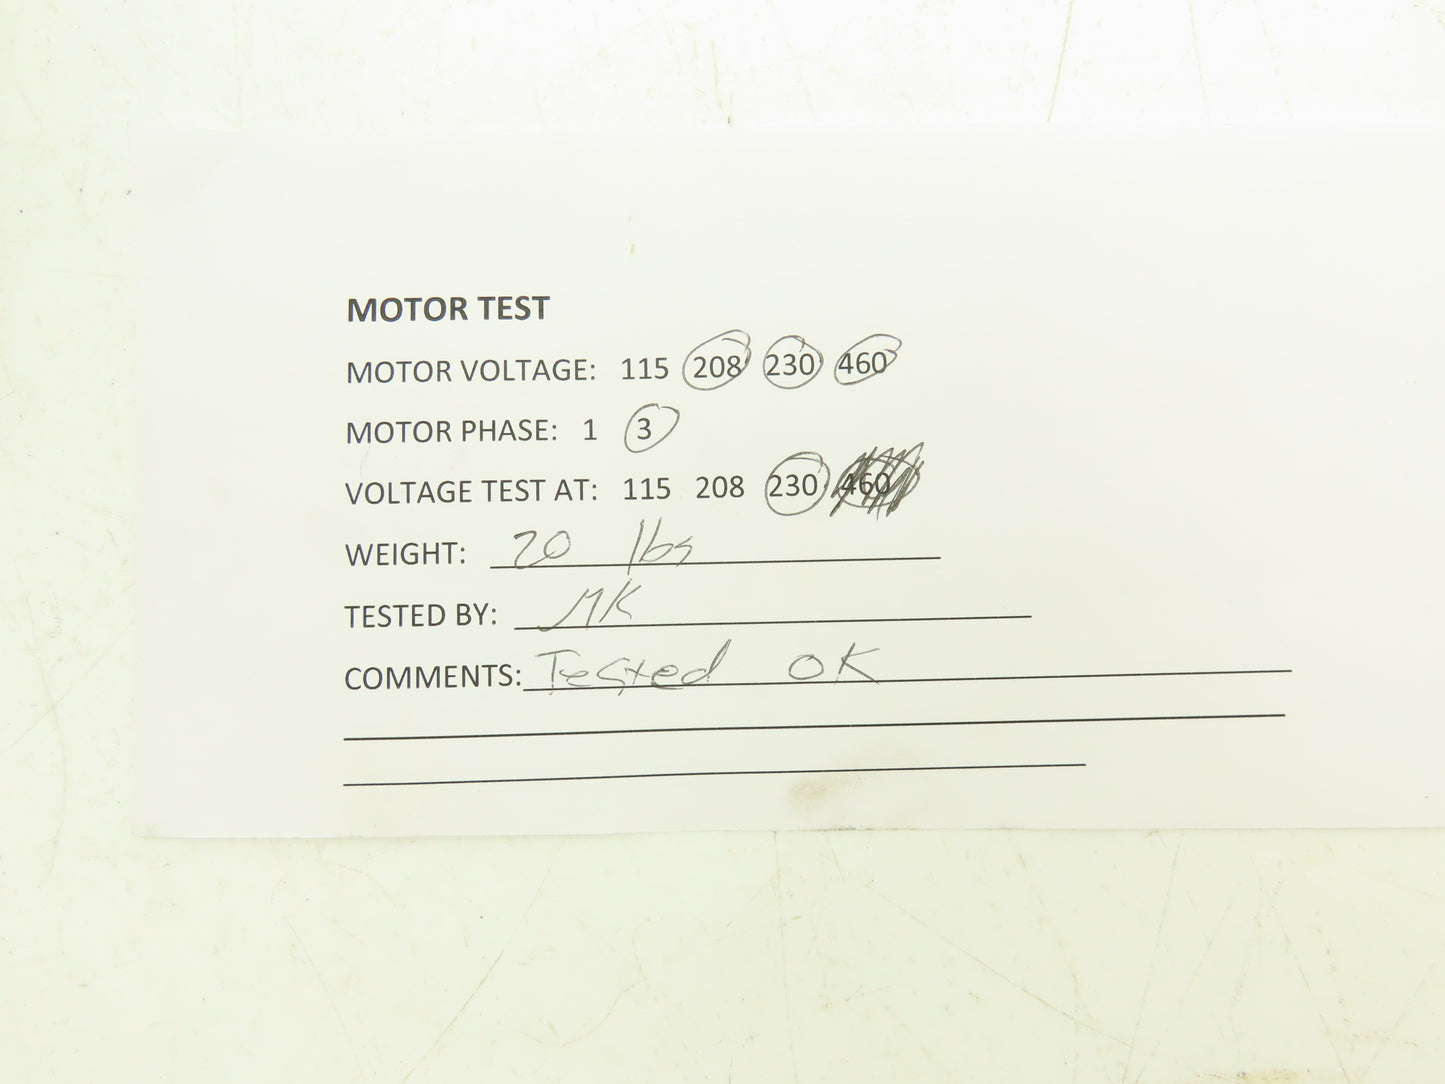 MOTOR TEST
MOTOR VOLTAGE: 115 208 230 460
MOTOR PHASE: 1 3
VOLTAGE TEST AT: 115 208 230 460
WEIGHT: 20 lbs
TESTED BY: MK
COMMENTS: Tested OK